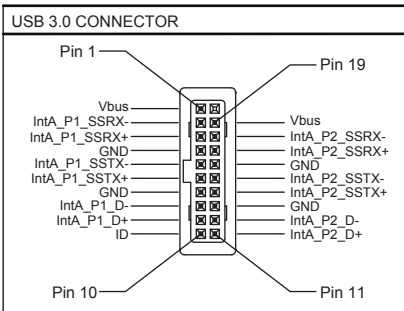 USB 3.0 CONNECTOR
Pin 1
Pin 19
Vbus
IntA_P1_SSRX-
IntA_P1_SSRX+
GND
IntA_P1_SSTX-
IntA_P1_SSTX+
GND
IntA_P1_D-
IntA_P1_D+
ID
Vbus
IntA_P2_SSRX-
IntA_P2_SSRX+
GND
IntA_P2_SSTX-
IntA_P2_SSTX+
GND
IntA_P2_D-
IntA_P2_D+
Pin 10
Pin 11